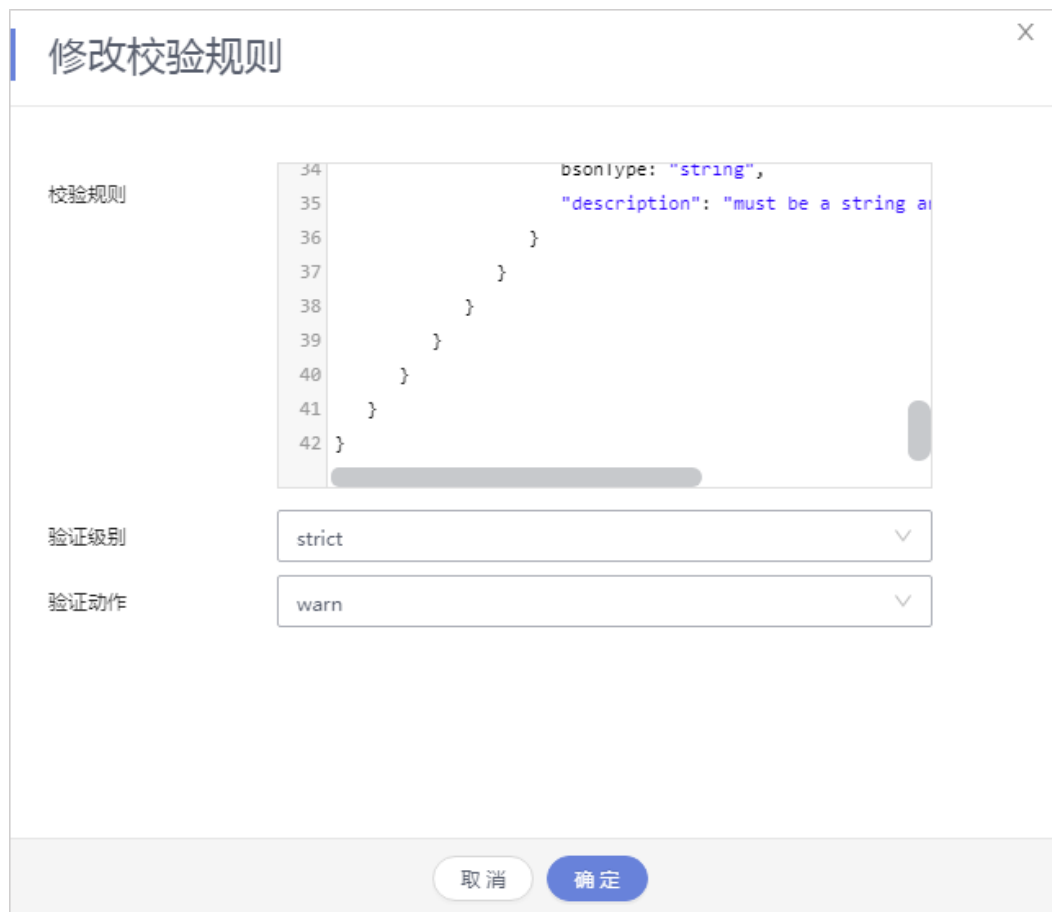 修改校验规则
校验规则
34 bsonType: "string",
35 "description": "must be a string
36 }
37 }
38 }
39 }
40 }
41 }
42 }
验证级别
strict
验证动作
warn
取消 确定